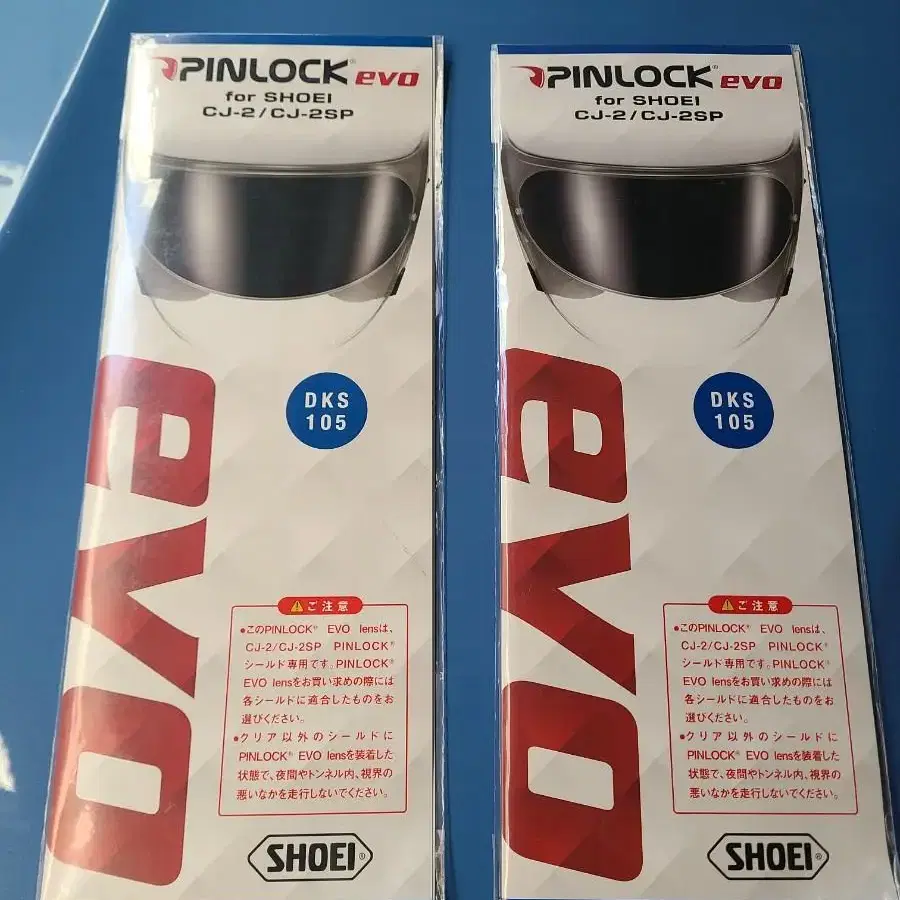 PINLOCK® evo
for SHOEI
CJ-2/CJ-2SP
evo
DKS
105
⚠ご注意
•このPINLOCK® EVO lensは、
CJ-2/CJ-2SP PINLOCK®
シールド専用です。PINLOCK®
EVO lensをお買い求めの際には
各シールドに適合したものをお
選びください。
•クリア以外のシールドに
PINLOCK® EVO lensを装着した
状態で、夜間やトンネル内、視界の
悪いなかを走行しないでください。
SHOEI®
PINLOCK® evo
for SHOEI
CJ-2/CJ-2SP
evo
DKS
105
⚠ご注意
•このPINLOCK® EVO lensは、
CJ-2/CJ-2SP PINLOCK®
シールド専用です。PINLOCK®
EVO lensをお買い求めの際には
各シールドに適合したものをお
選びください。
•クリア以外のシールドに
PINLOCK® EVO lensを装着した
状態で、夜間やトンネル内、視界の
悪いなかを走行しないでください。
SHOEI®